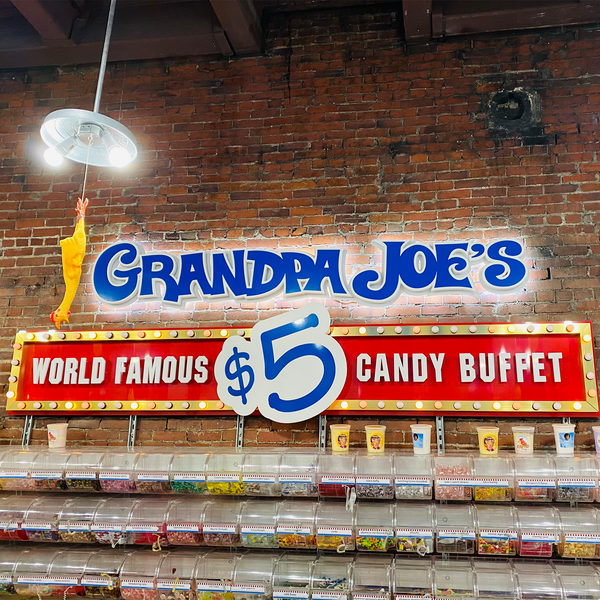 GRANDPA JOE'S
WORLD FAMOUS $5 CANDY BUFFET